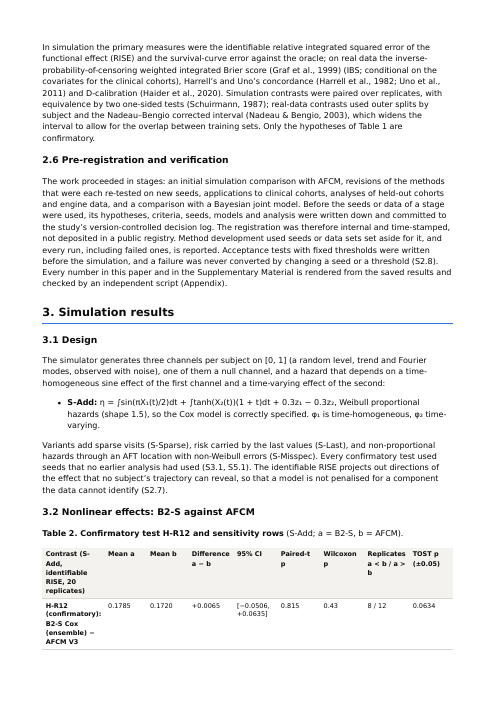 In simulation the primary measures were the identifiable relative integrated squared error of the
functional effect (RISE) and the survival-curve error against the oracle; on real data the inverse-
probability-of-censoring weighted integrated Brier score (Graf et al., 1999) (IBS; conditional on the
covariates for the clinical cohorts), Harrell’s and Uno’s concordance (Harrell et al., 1982; Uno et al.,
2011) and D-calibration (Haider et al., 2020). Simulation contrasts were paired over replicates, with
equivalence by two one-sided tests (Schuirmann, 1987); real-data contrasts used outer splits by
subject and the Nadeau–Bengio corrected interval (Nadeau & Bengio, 2003), which widens the
interval to allow for the overlap between training sets. Only the hypotheses of Table 1 are
confirmatory.
2.6 Pre-registration and verification
The work proceeded in stages: an initial simulation comparison with AFCM, revisions of the methods
that were each re-tested on new seeds, applications to clinical cohorts, analyses of held-out cohorts
and engine data, and a comparison with a Bayesian joint model. Before the seeds or data of a stage
were used, its hypotheses, criteria, seeds, models and analysis were written down and committed to
the study’s version-controlled decision log. The registration was therefore internal and time-stamped,
not deposited in a public registry. Method development used seeds or data sets set aside for it, and
every run, including failed ones, is reported. Acceptance tests with fixed thresholds were written
before the simulation, and a failure was never converted by changing a seed or a threshold (S2.8).
Every number in this paper and in the Supplementary Material is rendered from the saved results and
checked by an independent script (Appendix).
3. Simulation results
3.1 Design
The simulator generates three channels per subject on [0, 1] (a random level, trend and Fourier
modes, observed with noise), one of them a null channel, and a hazard that depends on a time-
homogeneous sine effect of the first channel and a time-varying effect of the second:
• S-Add: η = ∫sin(πX₁(t)/2)dt + ∫tanh(X₂(t))(1 + t)dt + 0.3z₁ − 0.3z₂, Weibull proportional
hazards (shape 1.5), so the Cox model is correctly specified. φ₁ is time-homogeneous, φ₂ time-
varying.
Variants add sparse visits (S-Sparse), risk carried by the last values (S-Last), and non-proportional
hazards through an AFT location with non-Weibull errors (S-Misspec). Every confirmatory test used
seeds that no earlier analysis had used (S3.1, S5.1). The identifiable RISE projects out directions of
the effect that no subject’s trajectory can reveal, so that a model is not penalised for a component
the data cannot identify (S2.7).
3.2 Nonlinear effects: B2-S against AFCM
Table 2. Confirmatory test H-R12 and sensitivity rows (S-Add; a = B2-S, b = AFCM).
Contrast (S-Add, identifiable RISE, 20 replicates) Mean a Mean b Difference a − b 95% CI Paired-t p Wilcoxon p Replicates a < b / a > b TOST p (±0.05)
H-R12 (confirmatory): B2-S Cox (ensemble) − AFCM V3 0.1785 0.1720 +0.0065 [−0.0506, +0.0635] 0.815 0.43 8 / 12 0.0634